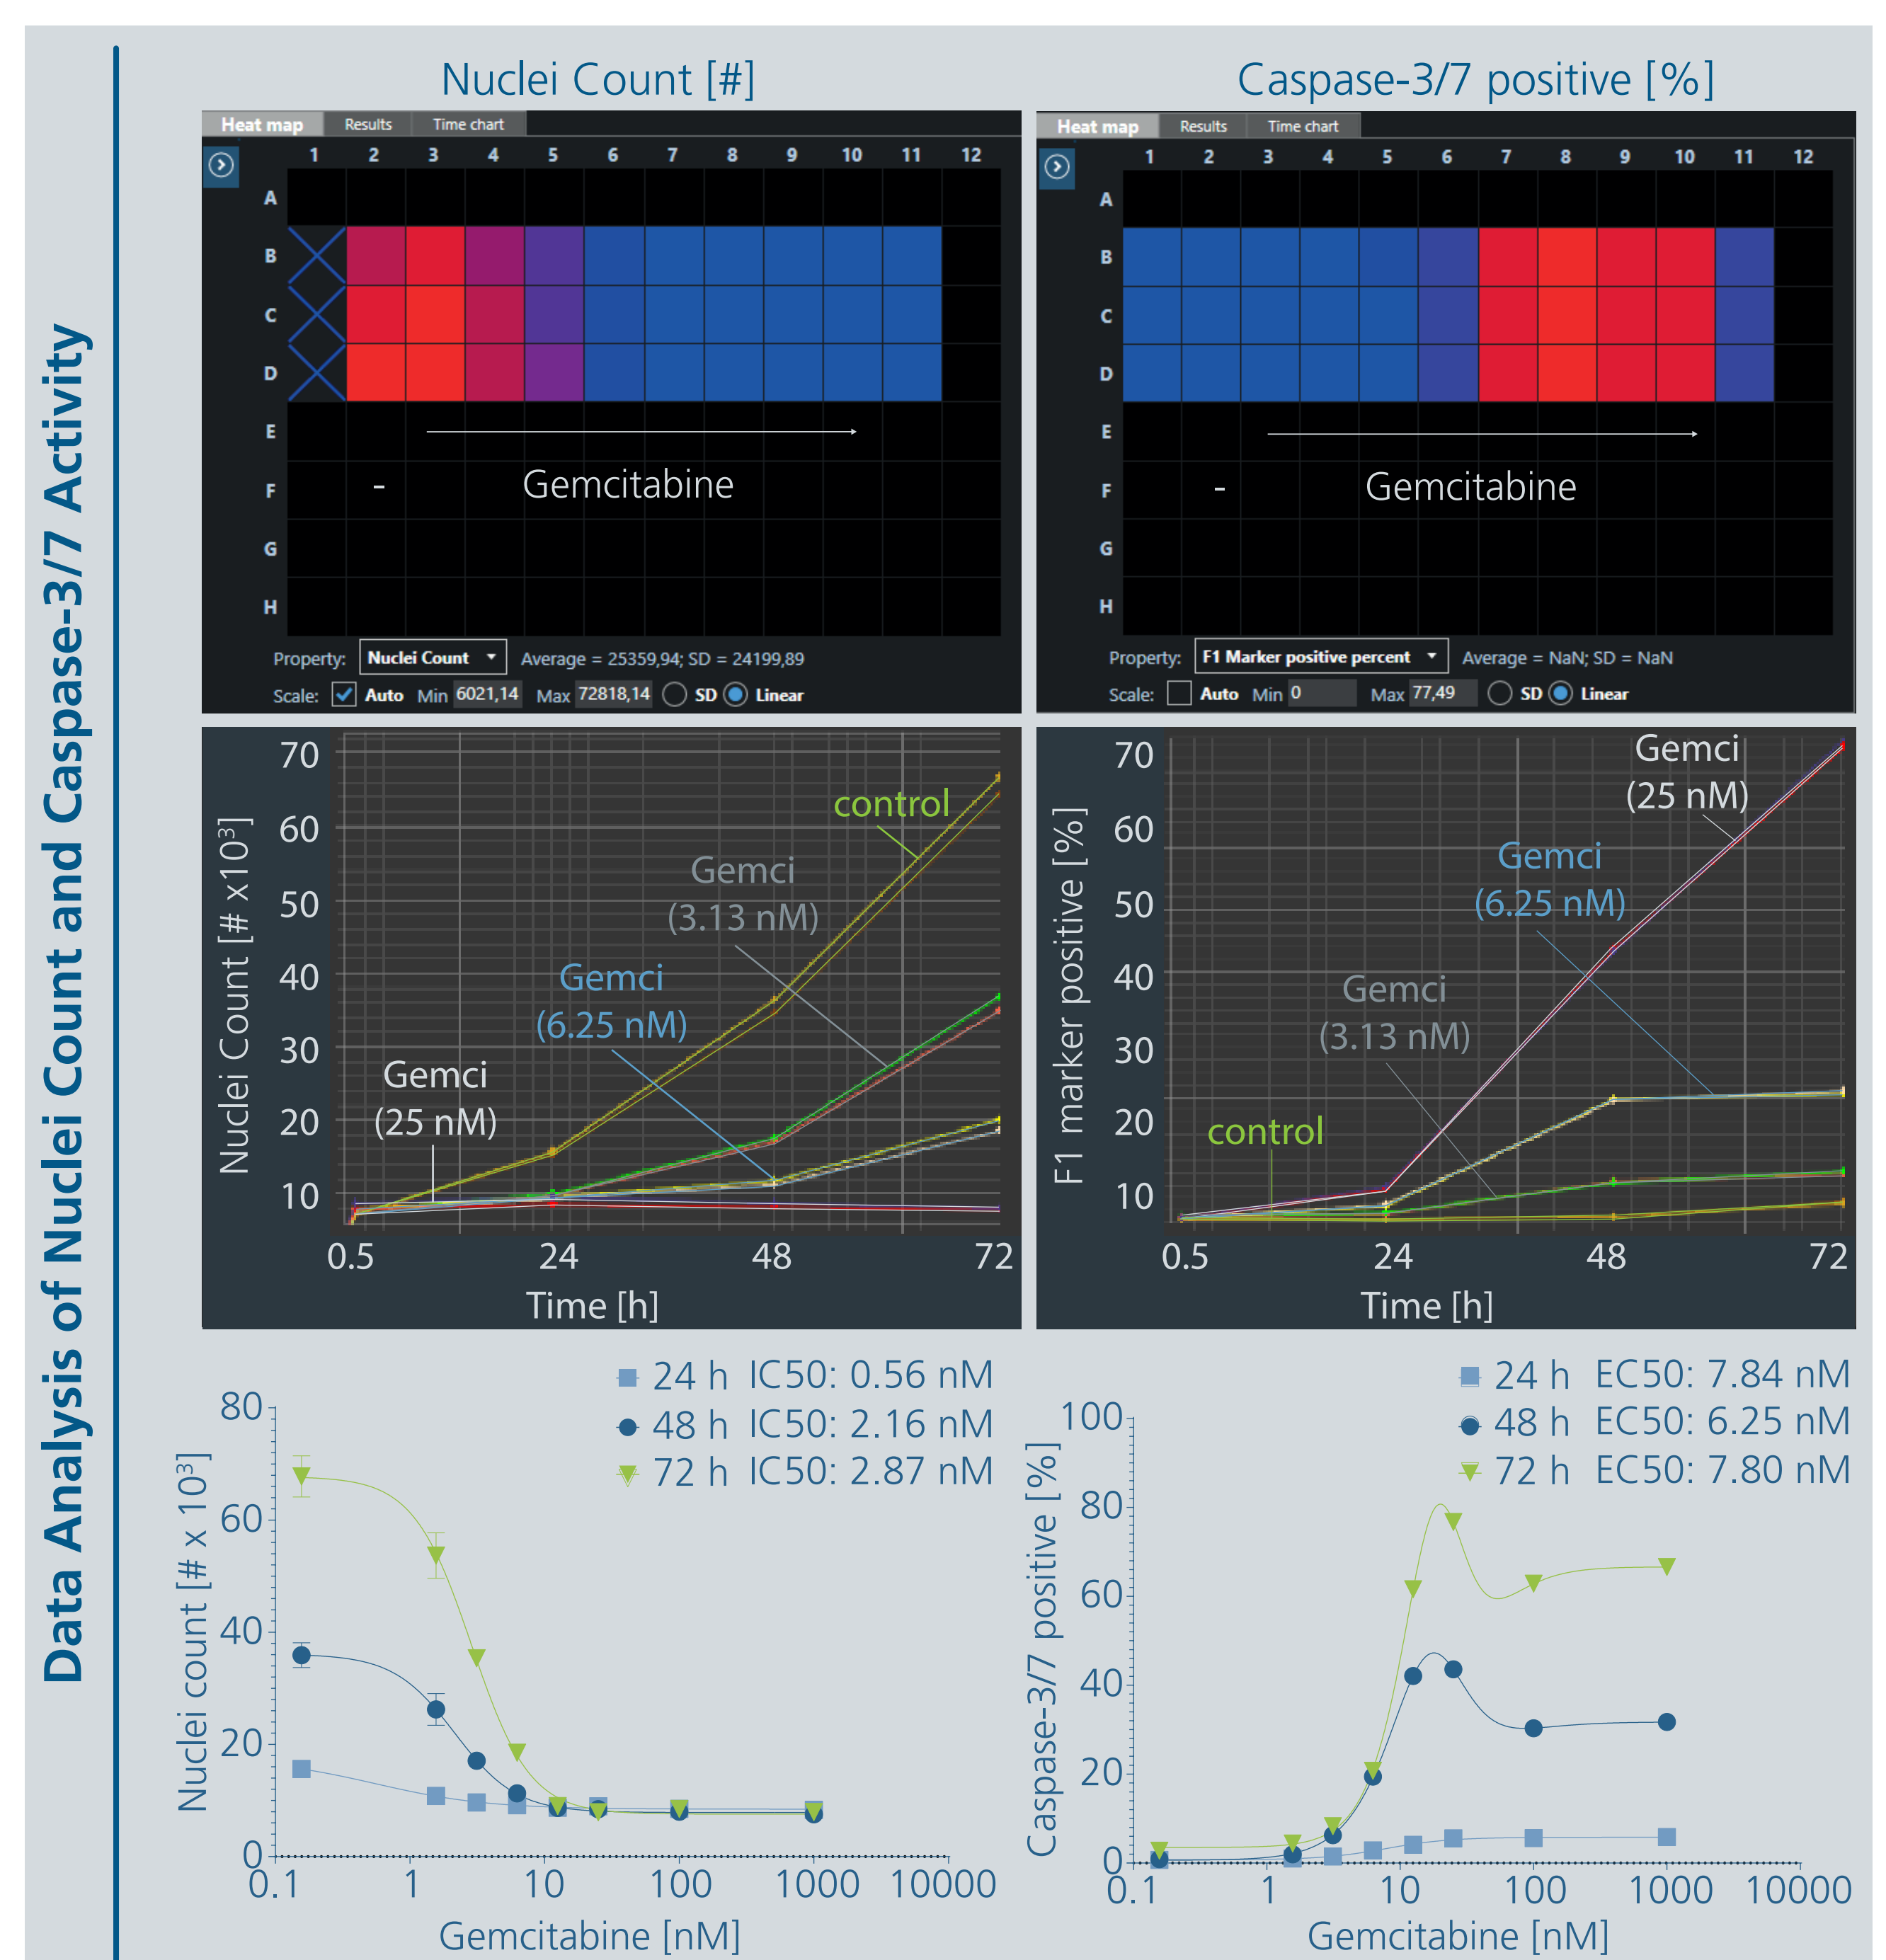 Data Analysis of Nuclei Count and Caspase-3/7 Activity
Nuclei Count [#]
Heat map Results Time chart
1 2 3 4 5 6 7 8 9 10 11 12
A
B
C
D
E
F - Gemcitabine
G
H
Property: Nuclei Count Average = 25359,94; SD = 24199,89
Scale: Auto Min 6021,14 Max 72818,14 SD Linear
Caspase-3/7 positive [%]
Heat map Results Time chart
1 2 3 4 5 6 7 8 9 10 11 12
A
B
C
D
E
F - Gemcitabine
G
H
Property: F1 Marker positive percent Average = NaN; SD = NaN
Scale: Auto Min 0 Max 77,49 SD Linear
Nuclei Count [# x10³]
70
60
50
40
30
20
10
control
Gemci
(3.13 nM)
Gemci
(6.25 nM)
Gemci
(25 nM)
0.5 24 48 72
Time [h]
F1 marker positive [%]
70
60
50
40
30
20
10
Gemci
(25 nM)
Gemci
(6.25 nM)
Gemci
(3.13 nM)
control
0.5 24 48 72
Time [h]
24 h IC50: 0.56 nM
48 h IC50: 2.16 nM
72 h IC50: 2.87 nM
Nuclei count [# x 10³]
80
60
40
20
0
0.1 1 10 100 1000 10000
Gemcitabine [nM]
24 h EC50: 7.84 nM
48 h EC50: 6.25 nM
72 h EC50: 7.80 nM
Caspase-3/7 positive [%]
100
80
60
40
20
0
0.1 1 10 100 1000 10000
Gemcitabine [nM]